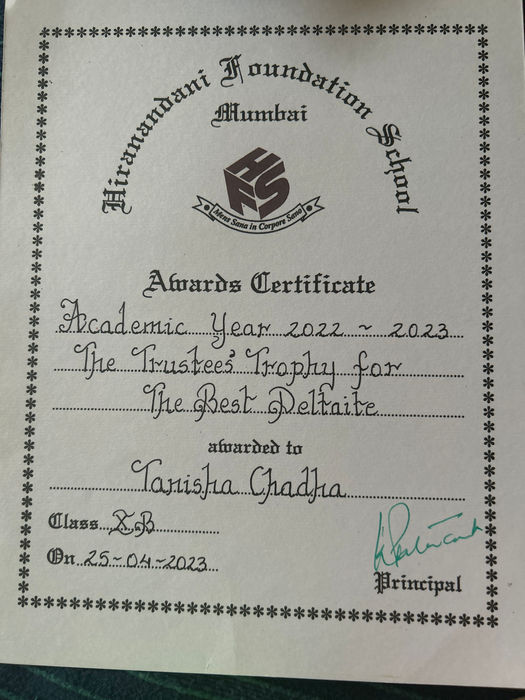 Hiranandani Foundation School
Mumbai
HFS
Mens Sana in Corpore Sano
Awards Certificate
Academic Year 2022 ~ 2023
The Trustees' Trophy for
The Best Deltaite
awarded to
Tanisha Chadha
Class X B
On 25-04-2023
Principal